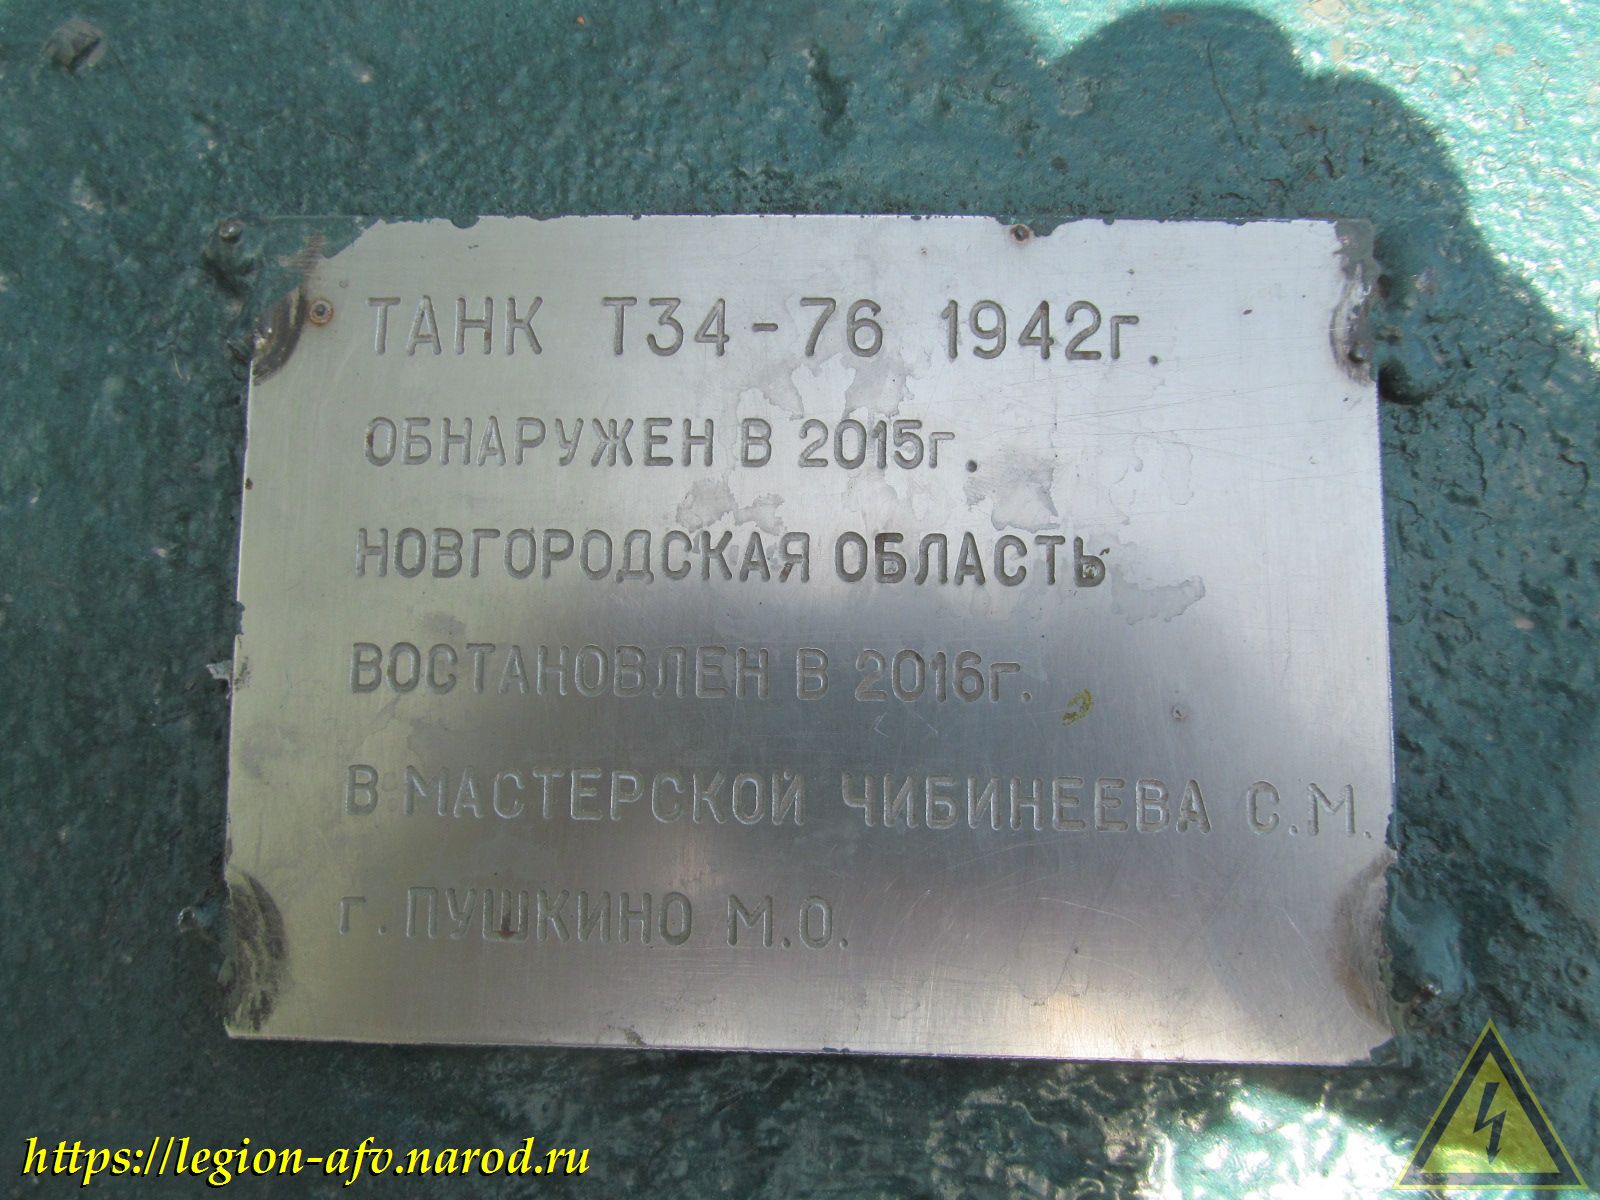 ТАНК Т34-76 1942г.
ОБНАРУЖЕН В 2015г.
НОВГОРОДСКАЯ ОБЛАСТЬ
ВОСТАНОВЛЕН В 2016г.
В МАСТЕРСКОЙ ЧИБИНЕЕВА С.М.
г. ПУШКИНО М.О.
https://legion-afv.narod.ru